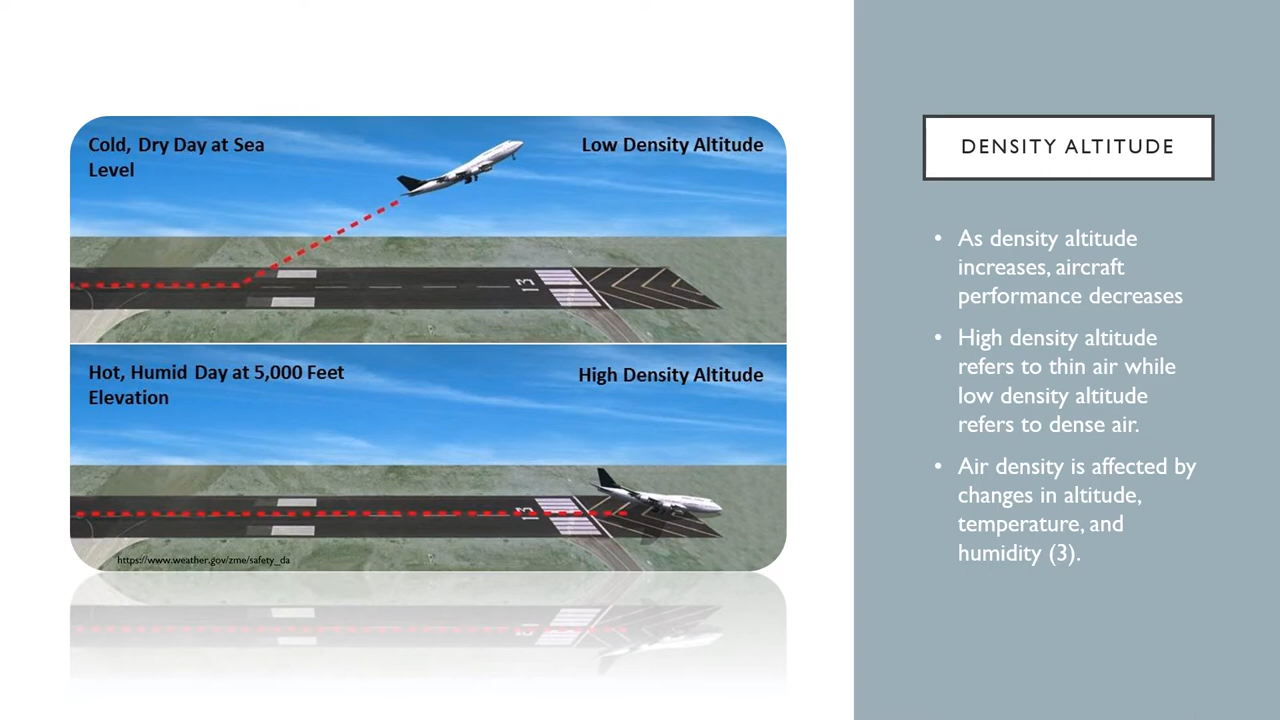 Cold, Dry Day at Sea
Level
Low Density Altitude
13
Hot, Humid Day at 5,000 Feet
Elevation
High Density Altitude
13
https://www.weather.gov/zme/safety_da
DENSITY ALTITUDE
• As density altitude
increases, aircraft
performance decreases
• High density altitude
refers to thin air while
low density altitude
refers to dense air.
• Air density is affected by
changes in altitude,
temperature, and
humidity (3).